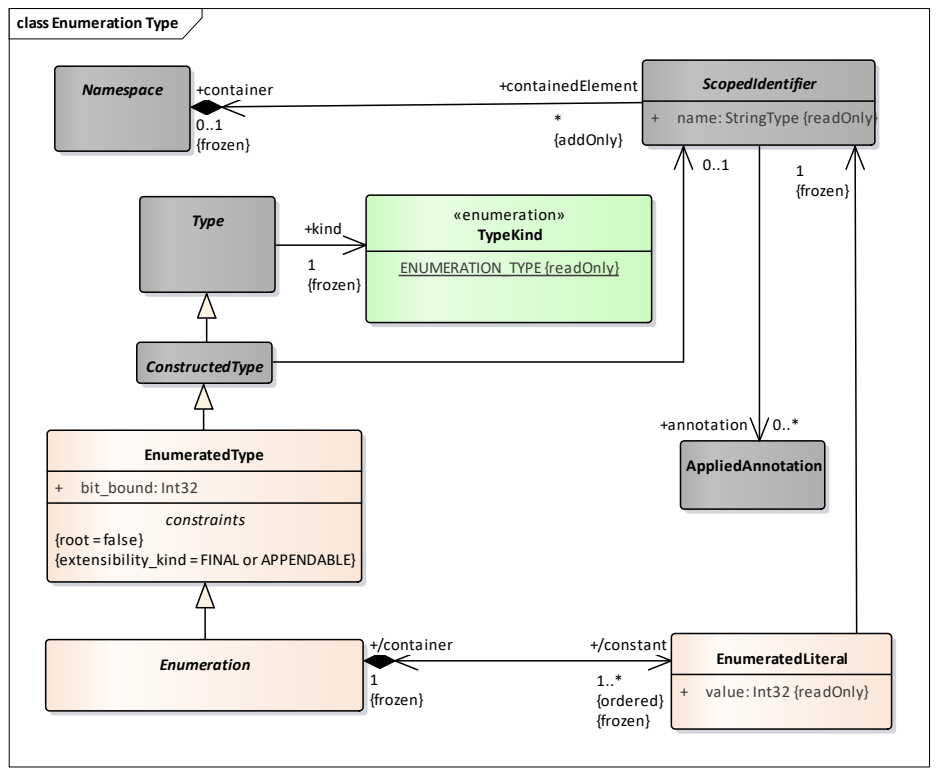 class Enumeration Type
Namespace
+container
0..1
{frozen}
+containedElement
*
{addOnly}
ScopedIdentifier
+ name: StringType {readOnly}
0..1
1
{frozen}
Type
+kind
1
{frozen}
«enumeration»
TypeKind
ENUMERATION_TYPE {readOnly}
ConstructedType
+annotation
0..*
AppliedAnnotation
EnumeratedType
+ bit_bound: Int32
constraints
{root = false}
{extensibility_kind = FINAL or APPENDABLE}
Enumeration
+/container
1
{frozen}
+/constant
1..*
{ordered}
{frozen}
EnumeratedLiteral
+ value: Int32 {readOnly}